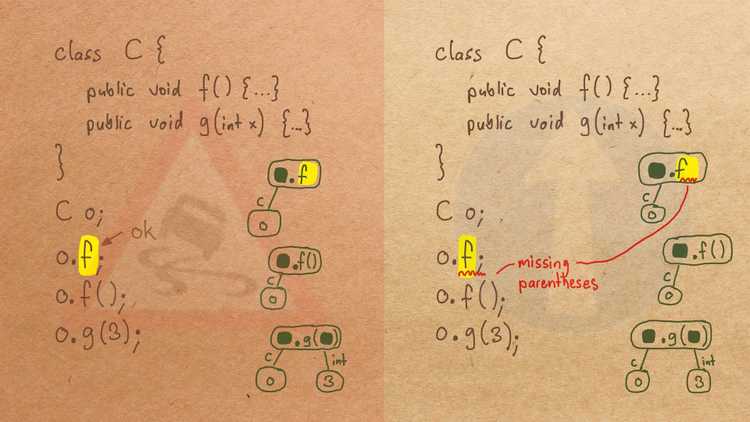 class C {
public void f() {...}
public void g(int x) {...}
}
C o;
o.f;
ok
o.f();
o.g(3);
■.f
C
o
■.f()
C
o
■.g(■)
C
int
o
3
class C {
public void f() {...}
public void g(int x) {...}
}
C o;
o.f;
missing
parentheses
o.f();
o.g(3);
■.f
C
o
■.f()
C
o
■.g(■)
C
int
o
3